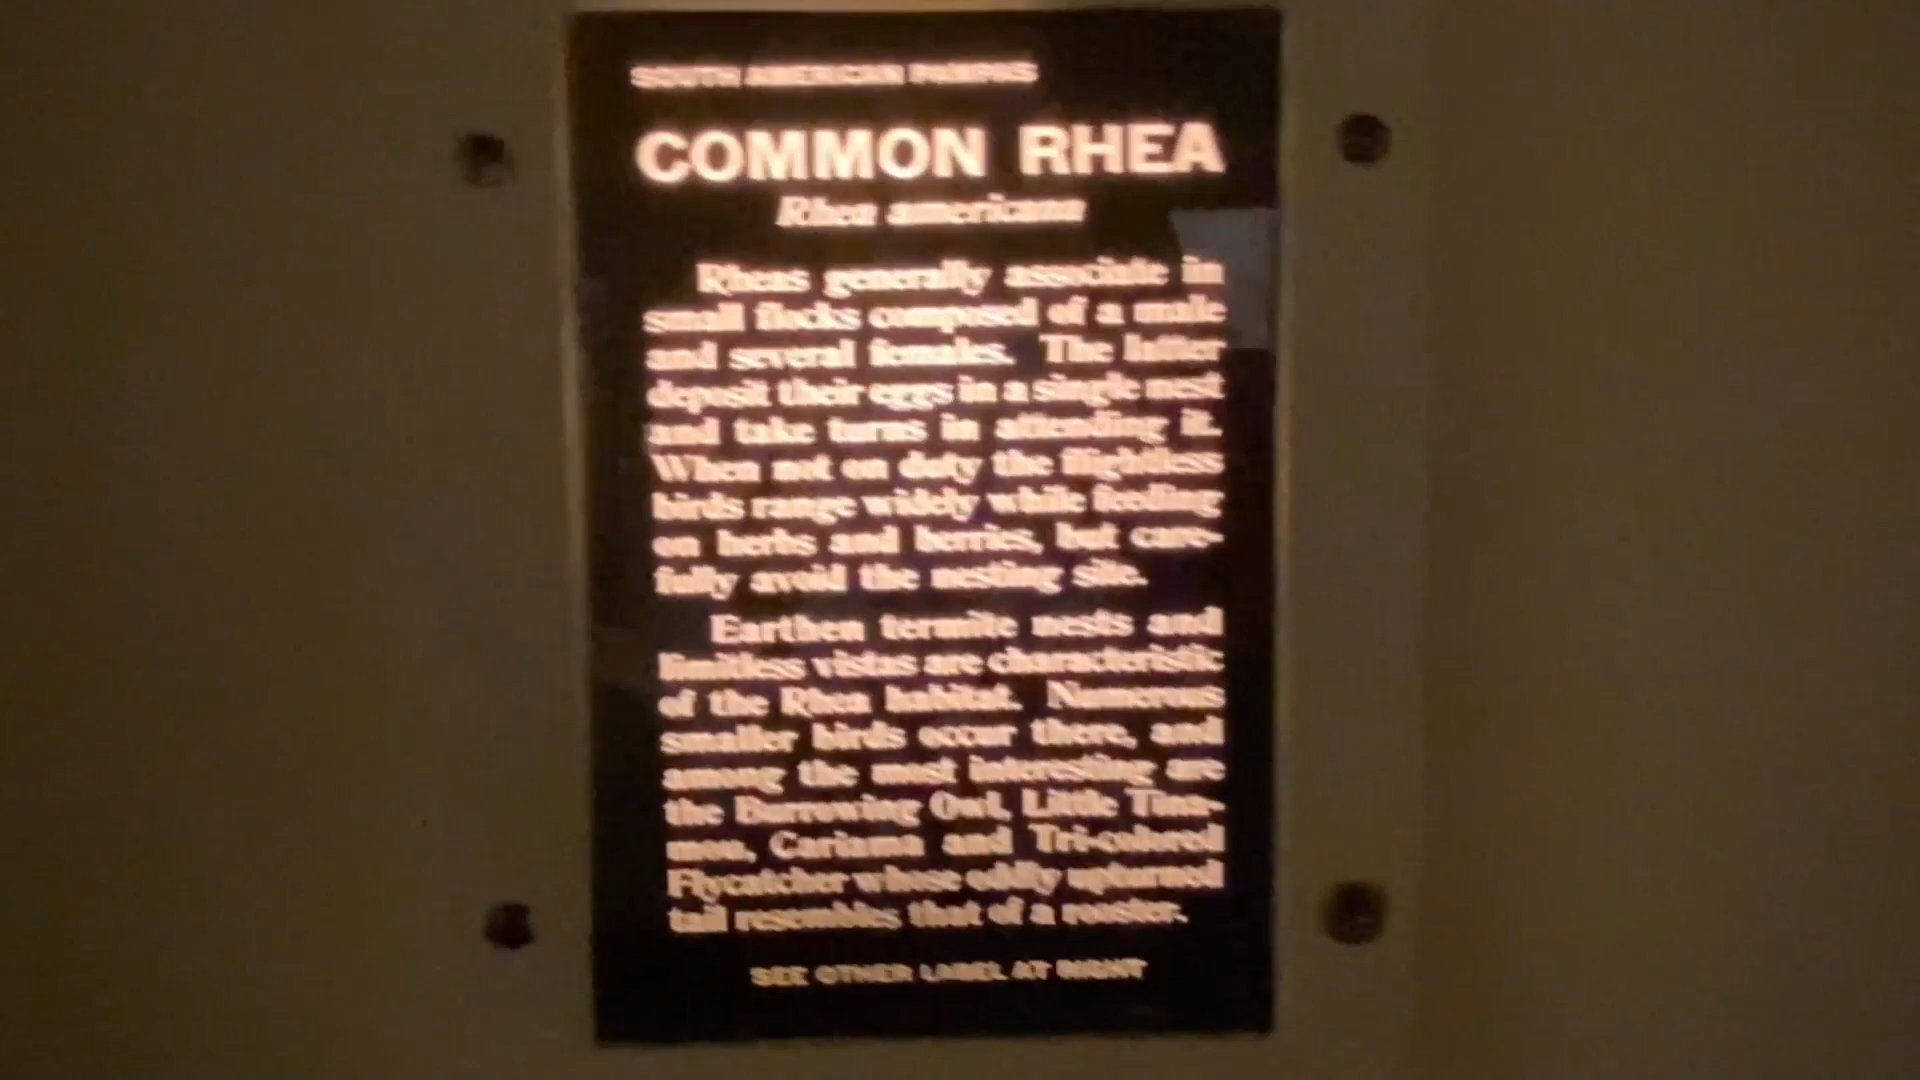 SOUTH AMERICAN PAMPAS
COMMON RHEA
Rhea americana
Rheas generally associate in
small flocks composed of a male
and several females. The latter
deposit their eggs in a single nest
and take turns in attending it.
When not on duty the flightless
birds range widely while feeding
on herbs and berries, but care-
fully avoid the nesting site.
Earthen termite nests and
limitless vistas are characteristic
of the Rhea habitat. Numerous
smaller birds occur there, and
among the most interesting are
the Burrowing Owl, Little Tina-
mou, Cariama and Tri-colored
Flycatcher whose oddly upturned
tail resembles that of a rooster.
SEE OTHER LABEL AT RIGHT